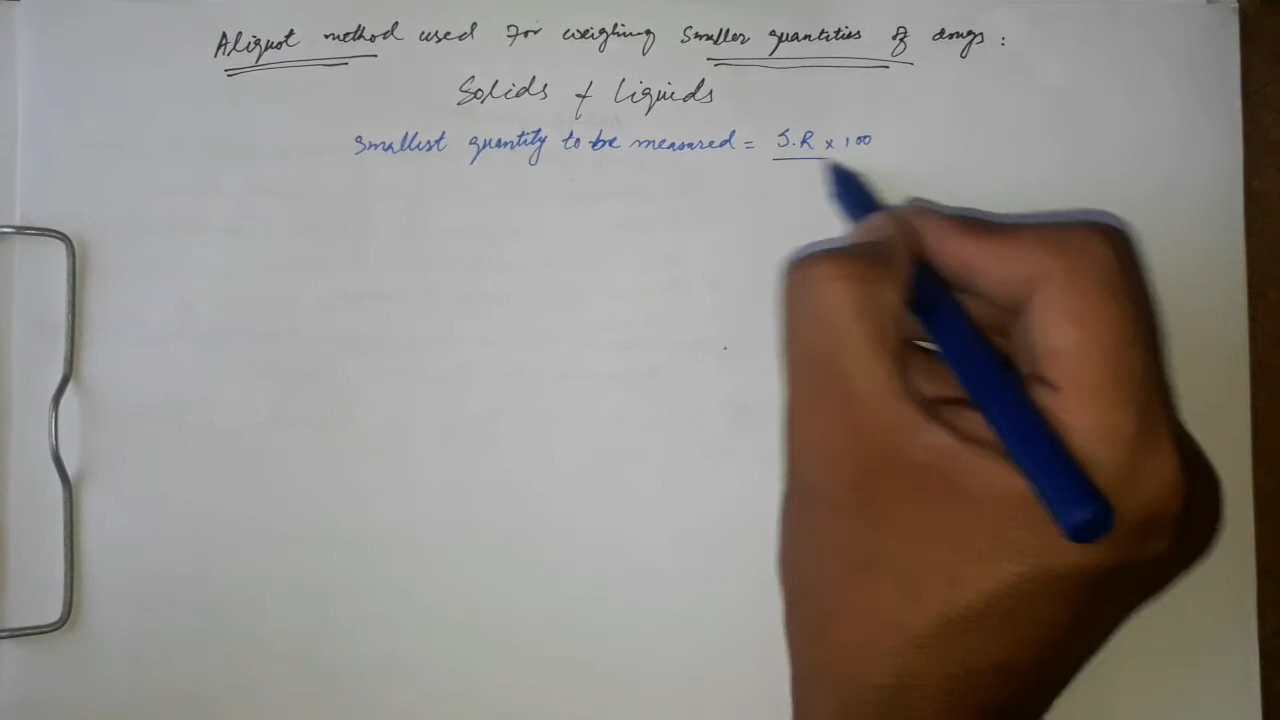 Aliquot method used for weighing smaller quantities of drugs :
Solids & Liquids
Smallest quantity to be measured = S.R x 100